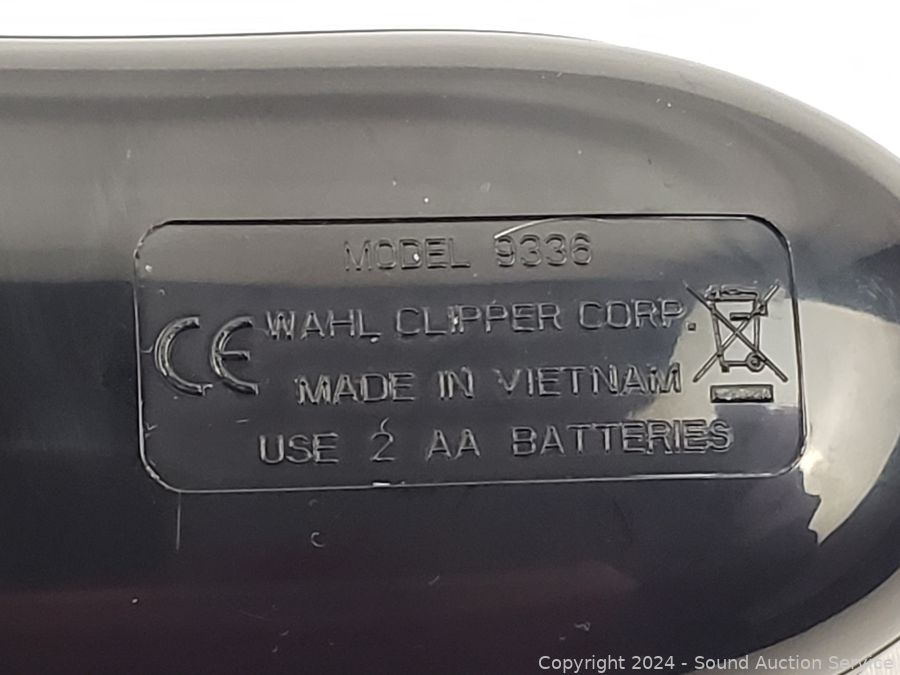 MODEL 9336
CE WAHL CLIPPER CORP.
MADE IN VIETNAM
USE 2 AA BATTERIES
Copyright 2024 - Sound Auction Service